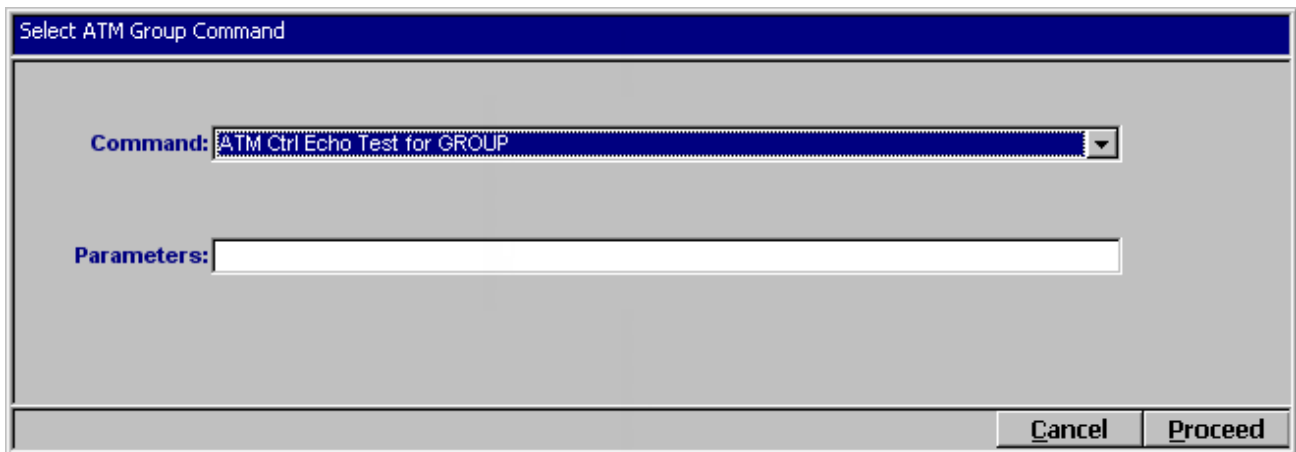 Select ATM Group Command
Command: ATM Ctrl Echo Test for GROUP
Parameters:
Cancel Proceed